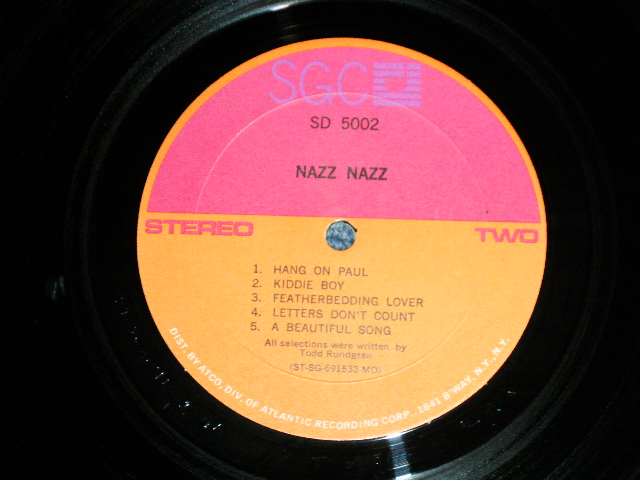 SGC
SD 5002
NAZZ NAZZ
STEREO
TWO
1. HANG ON PAUL
2. KIDDIE BOY
3. FEATHERBEDDING LOVER
4. LETTERS DON'T COUNT
5. A BEAUTIFUL SONG
All selections were written by
Todd Rundgren
(ST-SG-691532 MD)
DIST. BY ATCO, DIV. OF ATLANTIC RECORDING CORP., 1841 B'WAY, N.Y., N.Y.